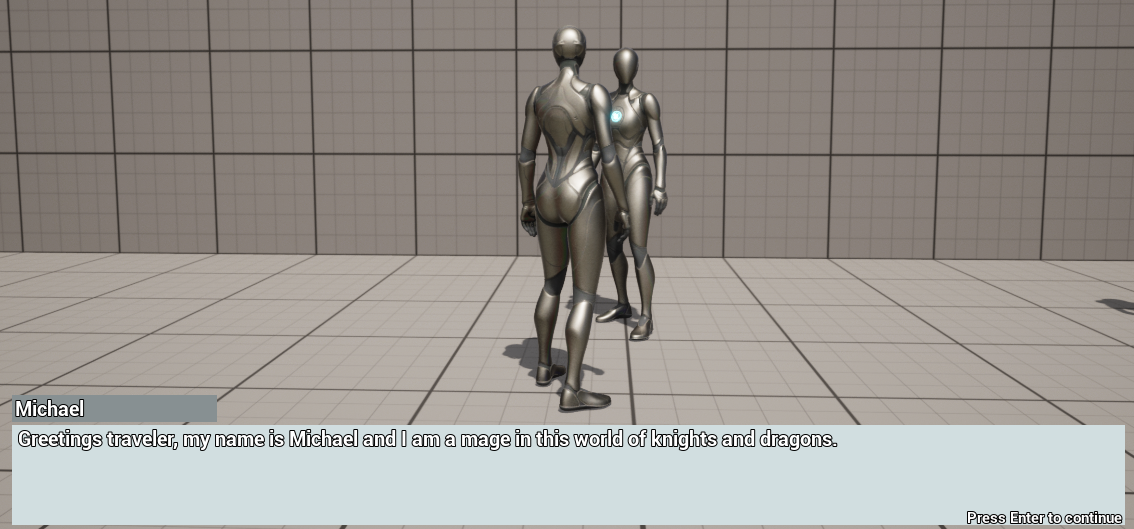 Michael
Greetings traveler, my name is Michael and I am a mage in this world of knights and dragons.
Press Enter to continue